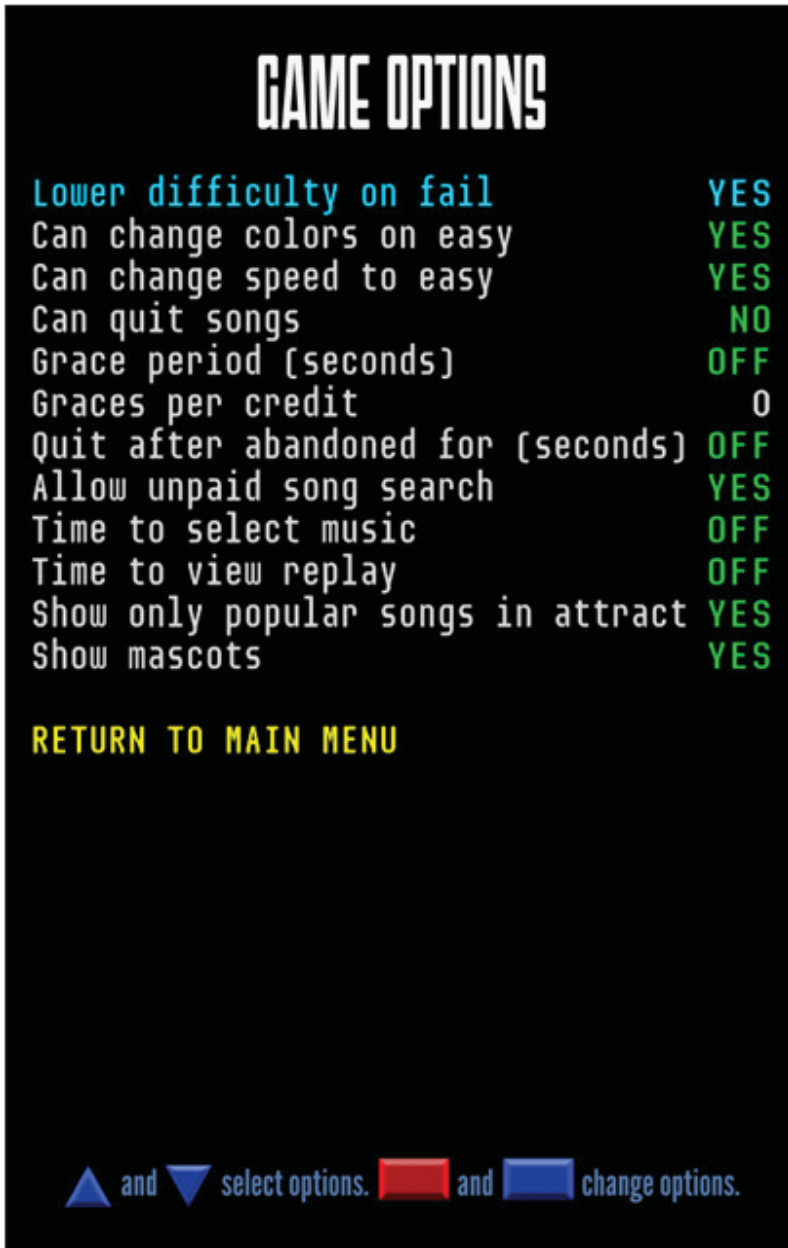 GAME OPTIONS
Lower difficulty on fail YES
Can change colors on easy YES
Can change speed to easy YES
Can quit songs NO
Grace period (seconds) OFF
Graces per credit 0
Quit after abandoned for (seconds) OFF
Allow unpaid song search YES
Time to select music OFF
Time to view replay OFF
Show only popular songs in attract YES
Show mascots YES
RETURN TO MAIN MENU
and select options. and change options.